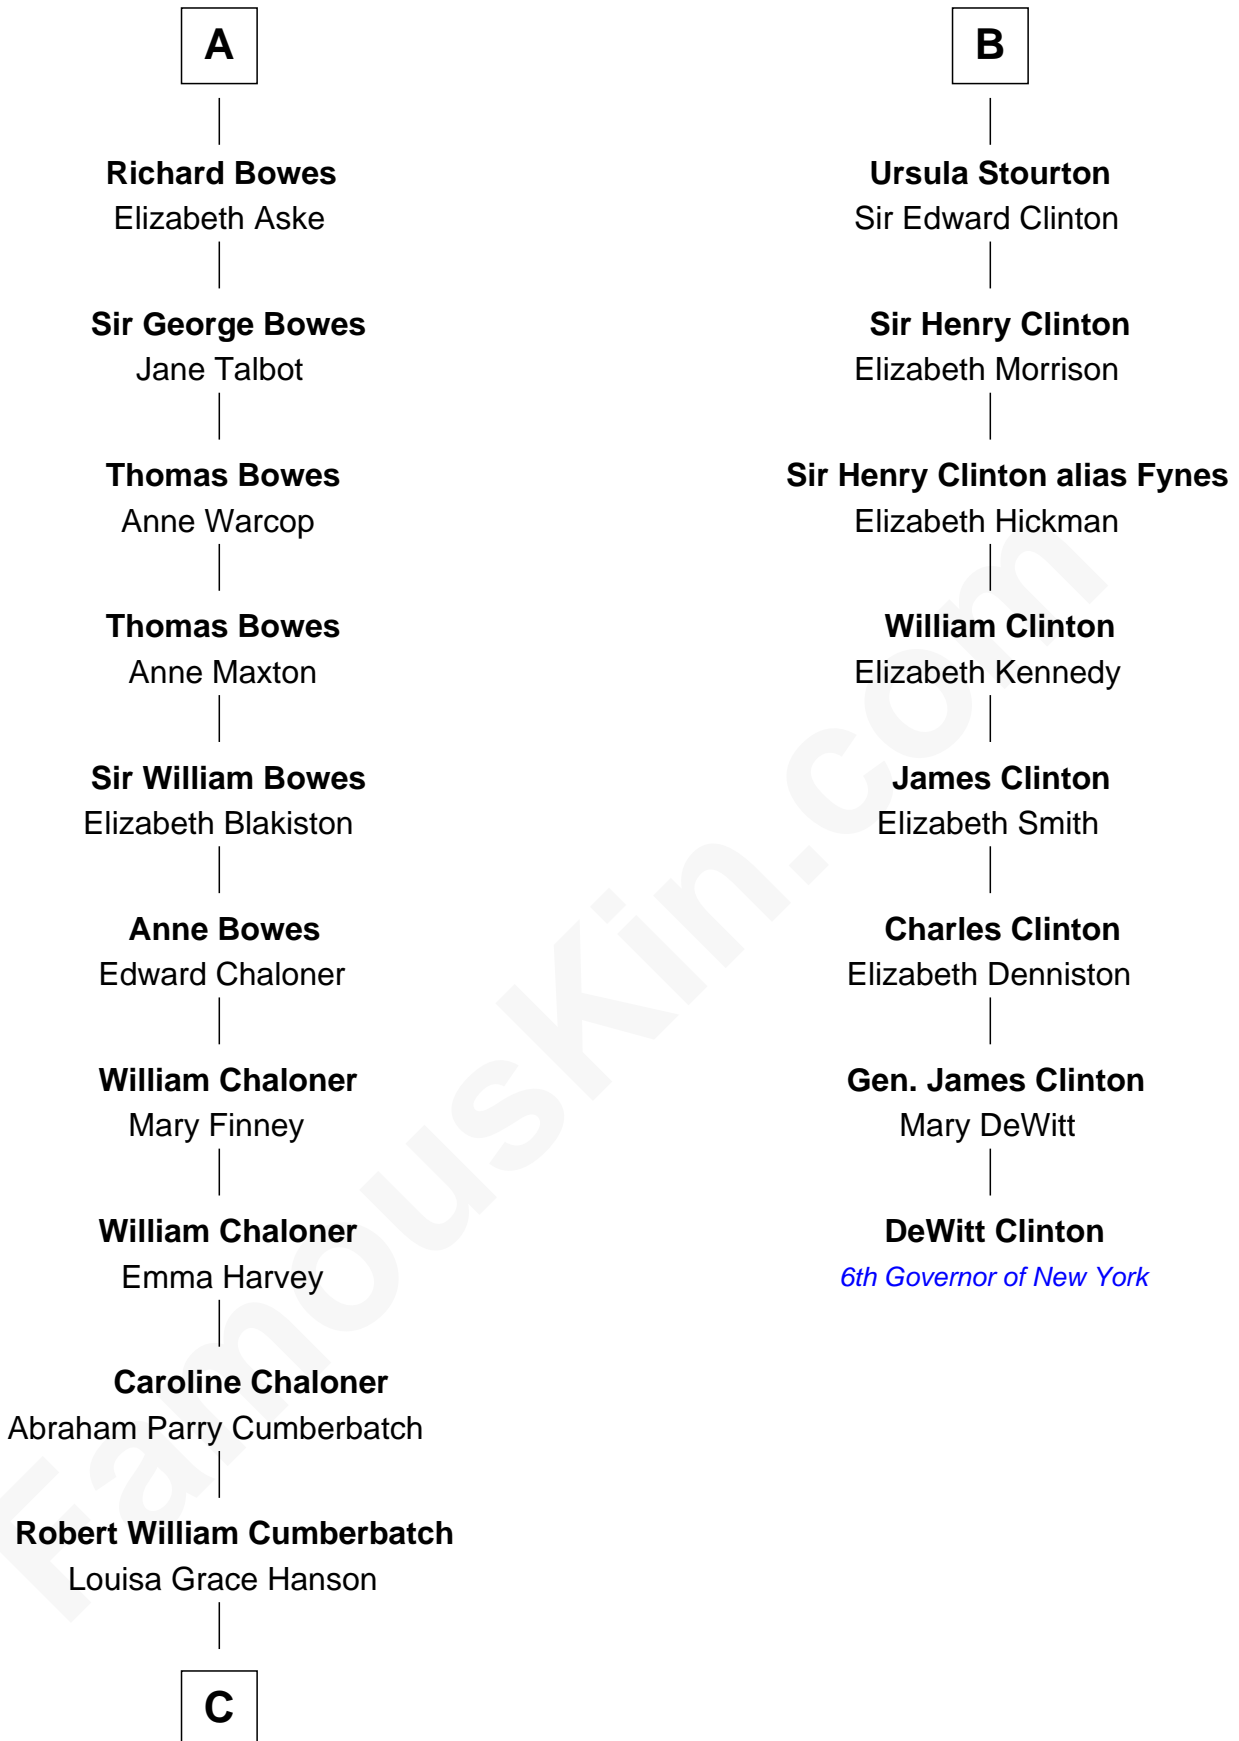 A
Richard Bowes
Elizabeth Aske
Sir George Bowes
Jane Talbot
Thomas Bowes
Anne Warcop
Thomas Bowes
Anne Maxton
Sir William Bowes
Elizabeth Blakiston
Anne Bowes
Edward Chaloner
William Chaloner
Mary Finney
William Chaloner
Emma Harvey
Caroline Chaloner
Abraham Parry Cumberbatch
Robert William Cumberbatch
Louisa Grace Hanson
C
B
Ursula Stourton
Sir Edward Clinton
Sir Henry Clinton
Elizabeth Morrison
Sir Henry Clinton alias Fynes
Elizabeth Hickman
William Clinton
Elizabeth Kennedy
James Clinton
Elizabeth Smith
Charles Clinton
Elizabeth Denniston
Gen. James Clinton
Mary DeWitt
DeWitt Clinton
6th Governor of New York
FamousKin.com